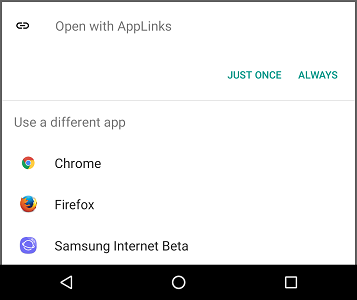 Open with AppLinks
JUST ONCE ALWAYS
Use a different app
Chrome
Firefox
Samsung Internet Beta